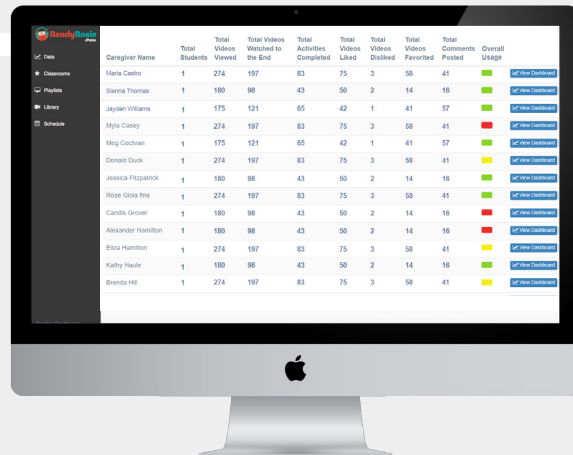 ReadyRosie
Data
Classrooms
Playlists
Library
Schedule
Caregiver Name Total Students Total Videos Viewed Total Videos Watched to the End Total Activities Completed Total Videos Liked Total Videos Disliked Total Videos Favorited Total Comments Posted Overall Usage
Maria Castro 1 274 197 83 75 3 58 41 View Dashboard
Sienna Thomas 1 180 98 43 50 2 14 16 View Dashboard
Jayden Williams 1 175 121 65 42 1 41 57 View Dashboard
Myla Casey 1 274 197 83 75 3 58 41 View Dashboard
Meg Cochran 1 175 121 65 42 1 41 57 View Dashboard
Donald Duck 1 274 197 83 75 3 58 41 View Dashboard
Jessica Fitzpatrick 1 180 98 43 50 2 14 16 View Dashboard
Rose Gioia fine 1 274 197 83 75 3 58 41 View Dashboard
Candis Grover 1 180 98 43 50 2 14 16 View Dashboard
Alexander Hamilton 1 180 98 43 50 2 14 16 View Dashboard
Eliza Hamilton 1 274 197 83 75 3 58 41 View Dashboard
Kathy Haule 1 180 98 43 50 2 14 16 View Dashboard
Brenda Hill 1 274 197 83 75 3 58 41 View Dashboard